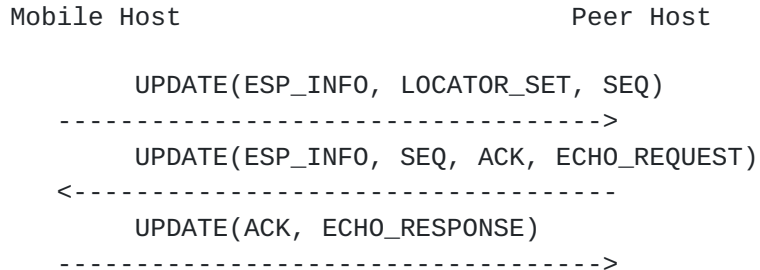 Mobile Host Peer Host
UPDATE(ESP_INFO, LOCATOR_SET, SEQ)
----------------------------------->
UPDATE(ESP_INFO, SEQ, ACK, ECHO_REQUEST)
<-----------------------------------
UPDATE(ACK, ECHO_RESPONSE)
----------------------------------->